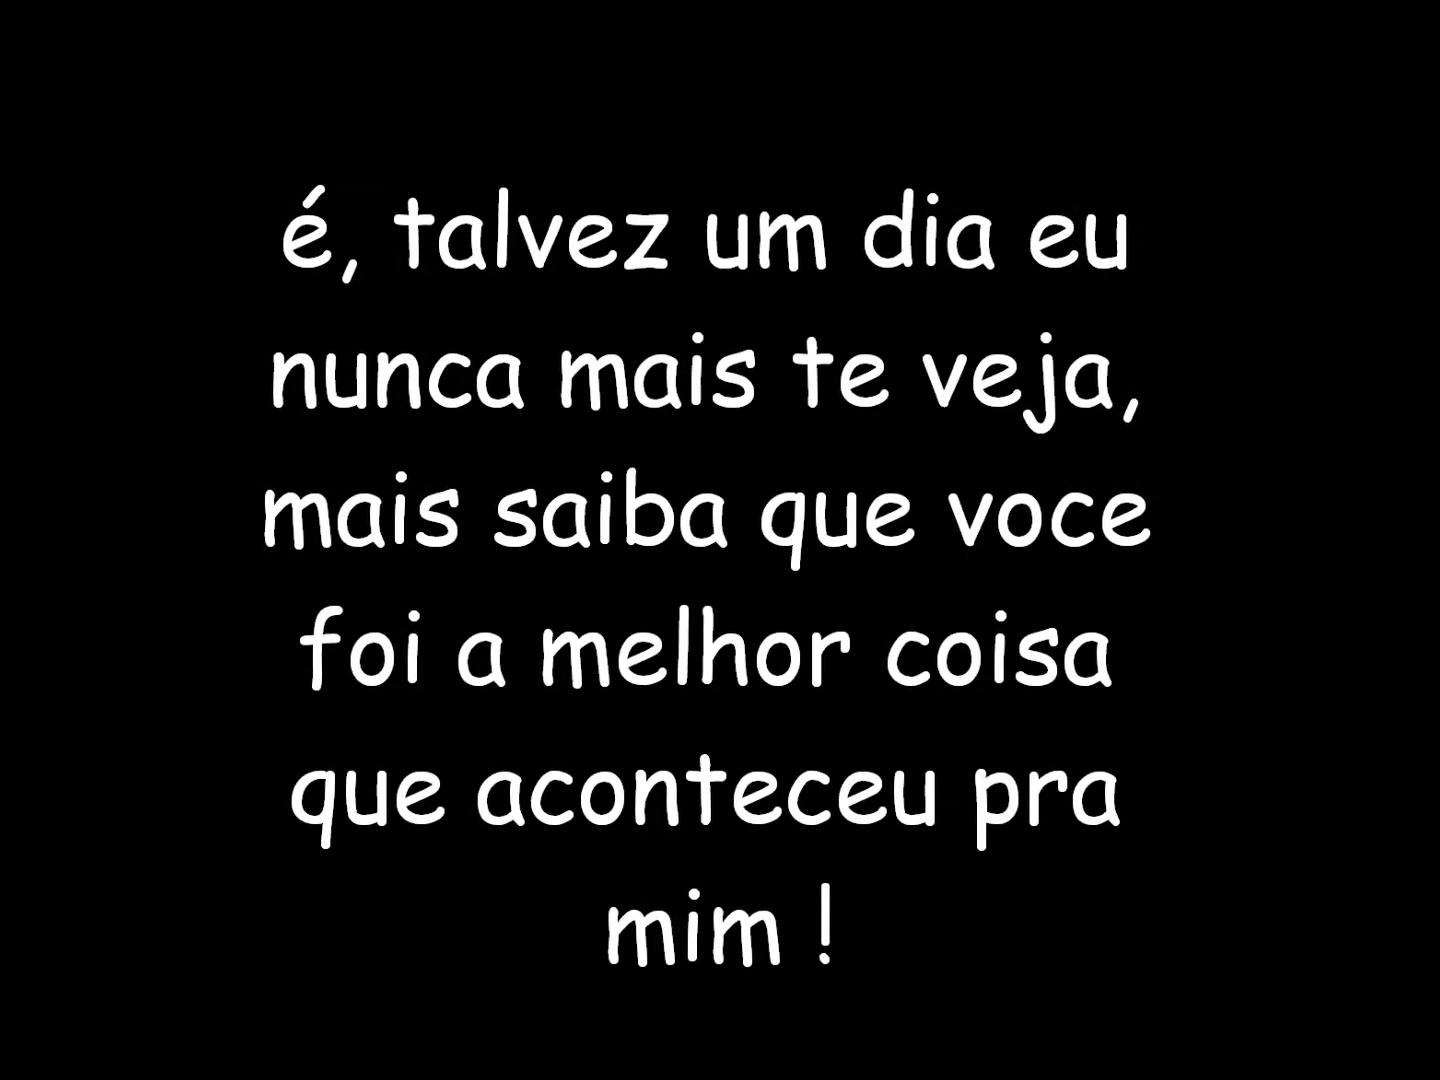 é, talvez um dia eu
nunca mais te veja,
mais saiba que voce
foi a melhor coisa
que aconteceu pra
mim !